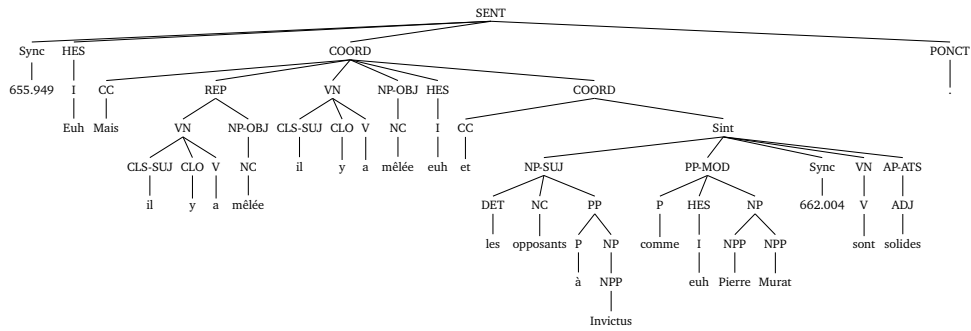 SENT
Sync HES COORD PONCT
655.949 I CC REP VN NP-OBJ HES COORD .
Euh Mais VN NP-OBJ CLS-SUJ CLO V NC I CC Sint
CLS-SUJ CLO V NC il y a mêlée euh et NP-SUJ PP-MOD Sync VN AP-ATS
il y a mêlée DET NC PP P HES NP 662.004 V ADJ
les opposants P NP comme I NPP NPP sont solides
à NPP euh Pierre Murat
Invictus